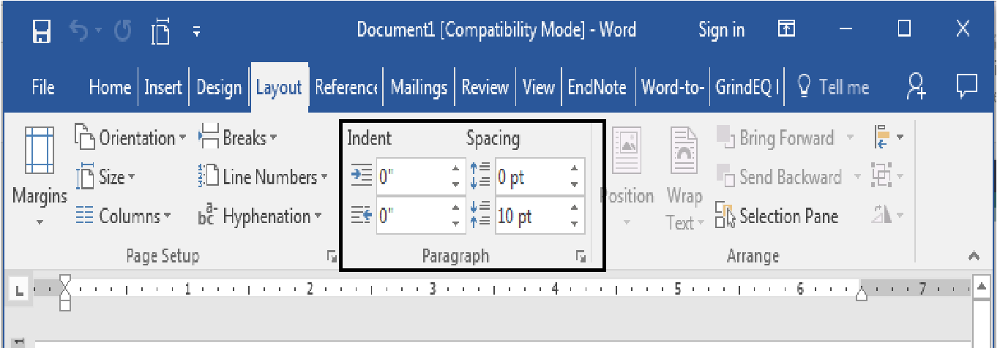 Document1 [Compatibility Mode] - Word Sign in
File Home Insert Design Layout Referenc Mailings Review View EndNote Word-to- GrindEQ Tell me
Orientation Breaks Indent Spacing Bring Forward
Size Line Numbers 0" 0 pt Send Backward
Margins Columns bc a- Hyphenation 0" 10 pt Position Wrap Text Selection Pane
Page Setup Paragraph Arrange
L 1 2 3 4 5 6 7
1